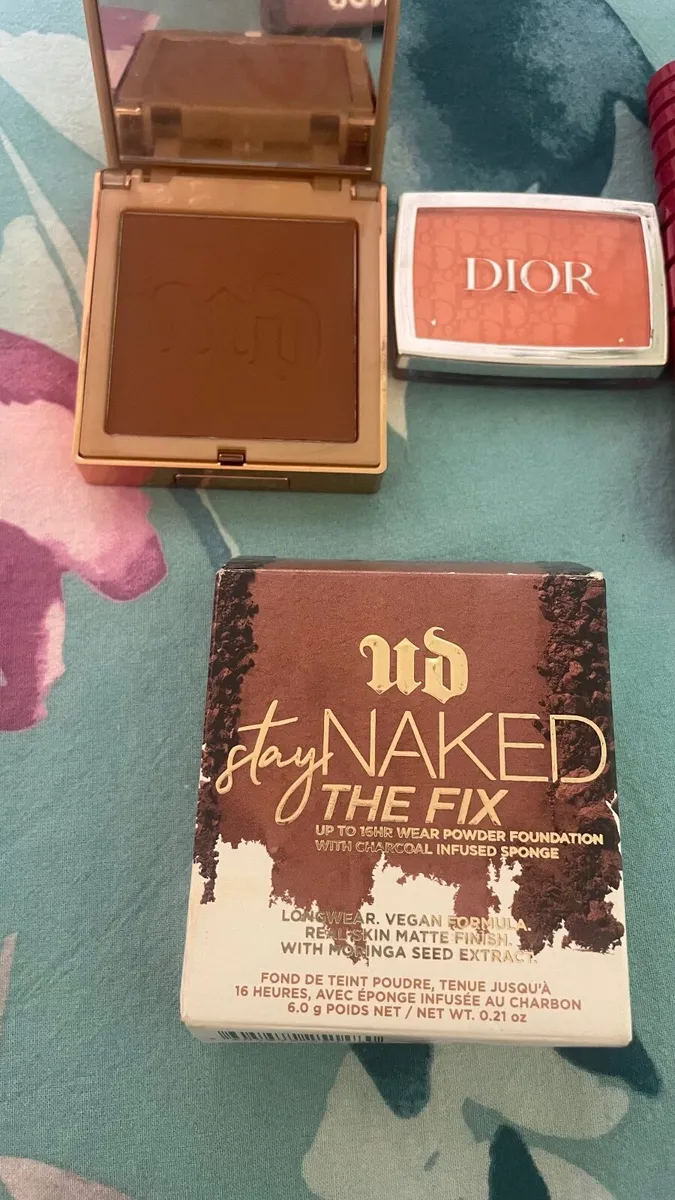 DIOR
UD
stay NAKED
THE FIX
UP TO 16HR WEAR POWDER FOUNDATION
WITH CHARCOAL INFUSED SPONGE
LONGWEAR. VEGAN FORMULA.
REAL SKIN MATTE FINISH.
WITH MORINGA SEED EXTRACT.
FOND DE TEINT POUDRE, TENUE JUSQU'À
16 HEURES, AVEC ÉPONGE INFUSÉE AU CHARBON
6.0 g POIDS NET / NET WT. 0.21 oz